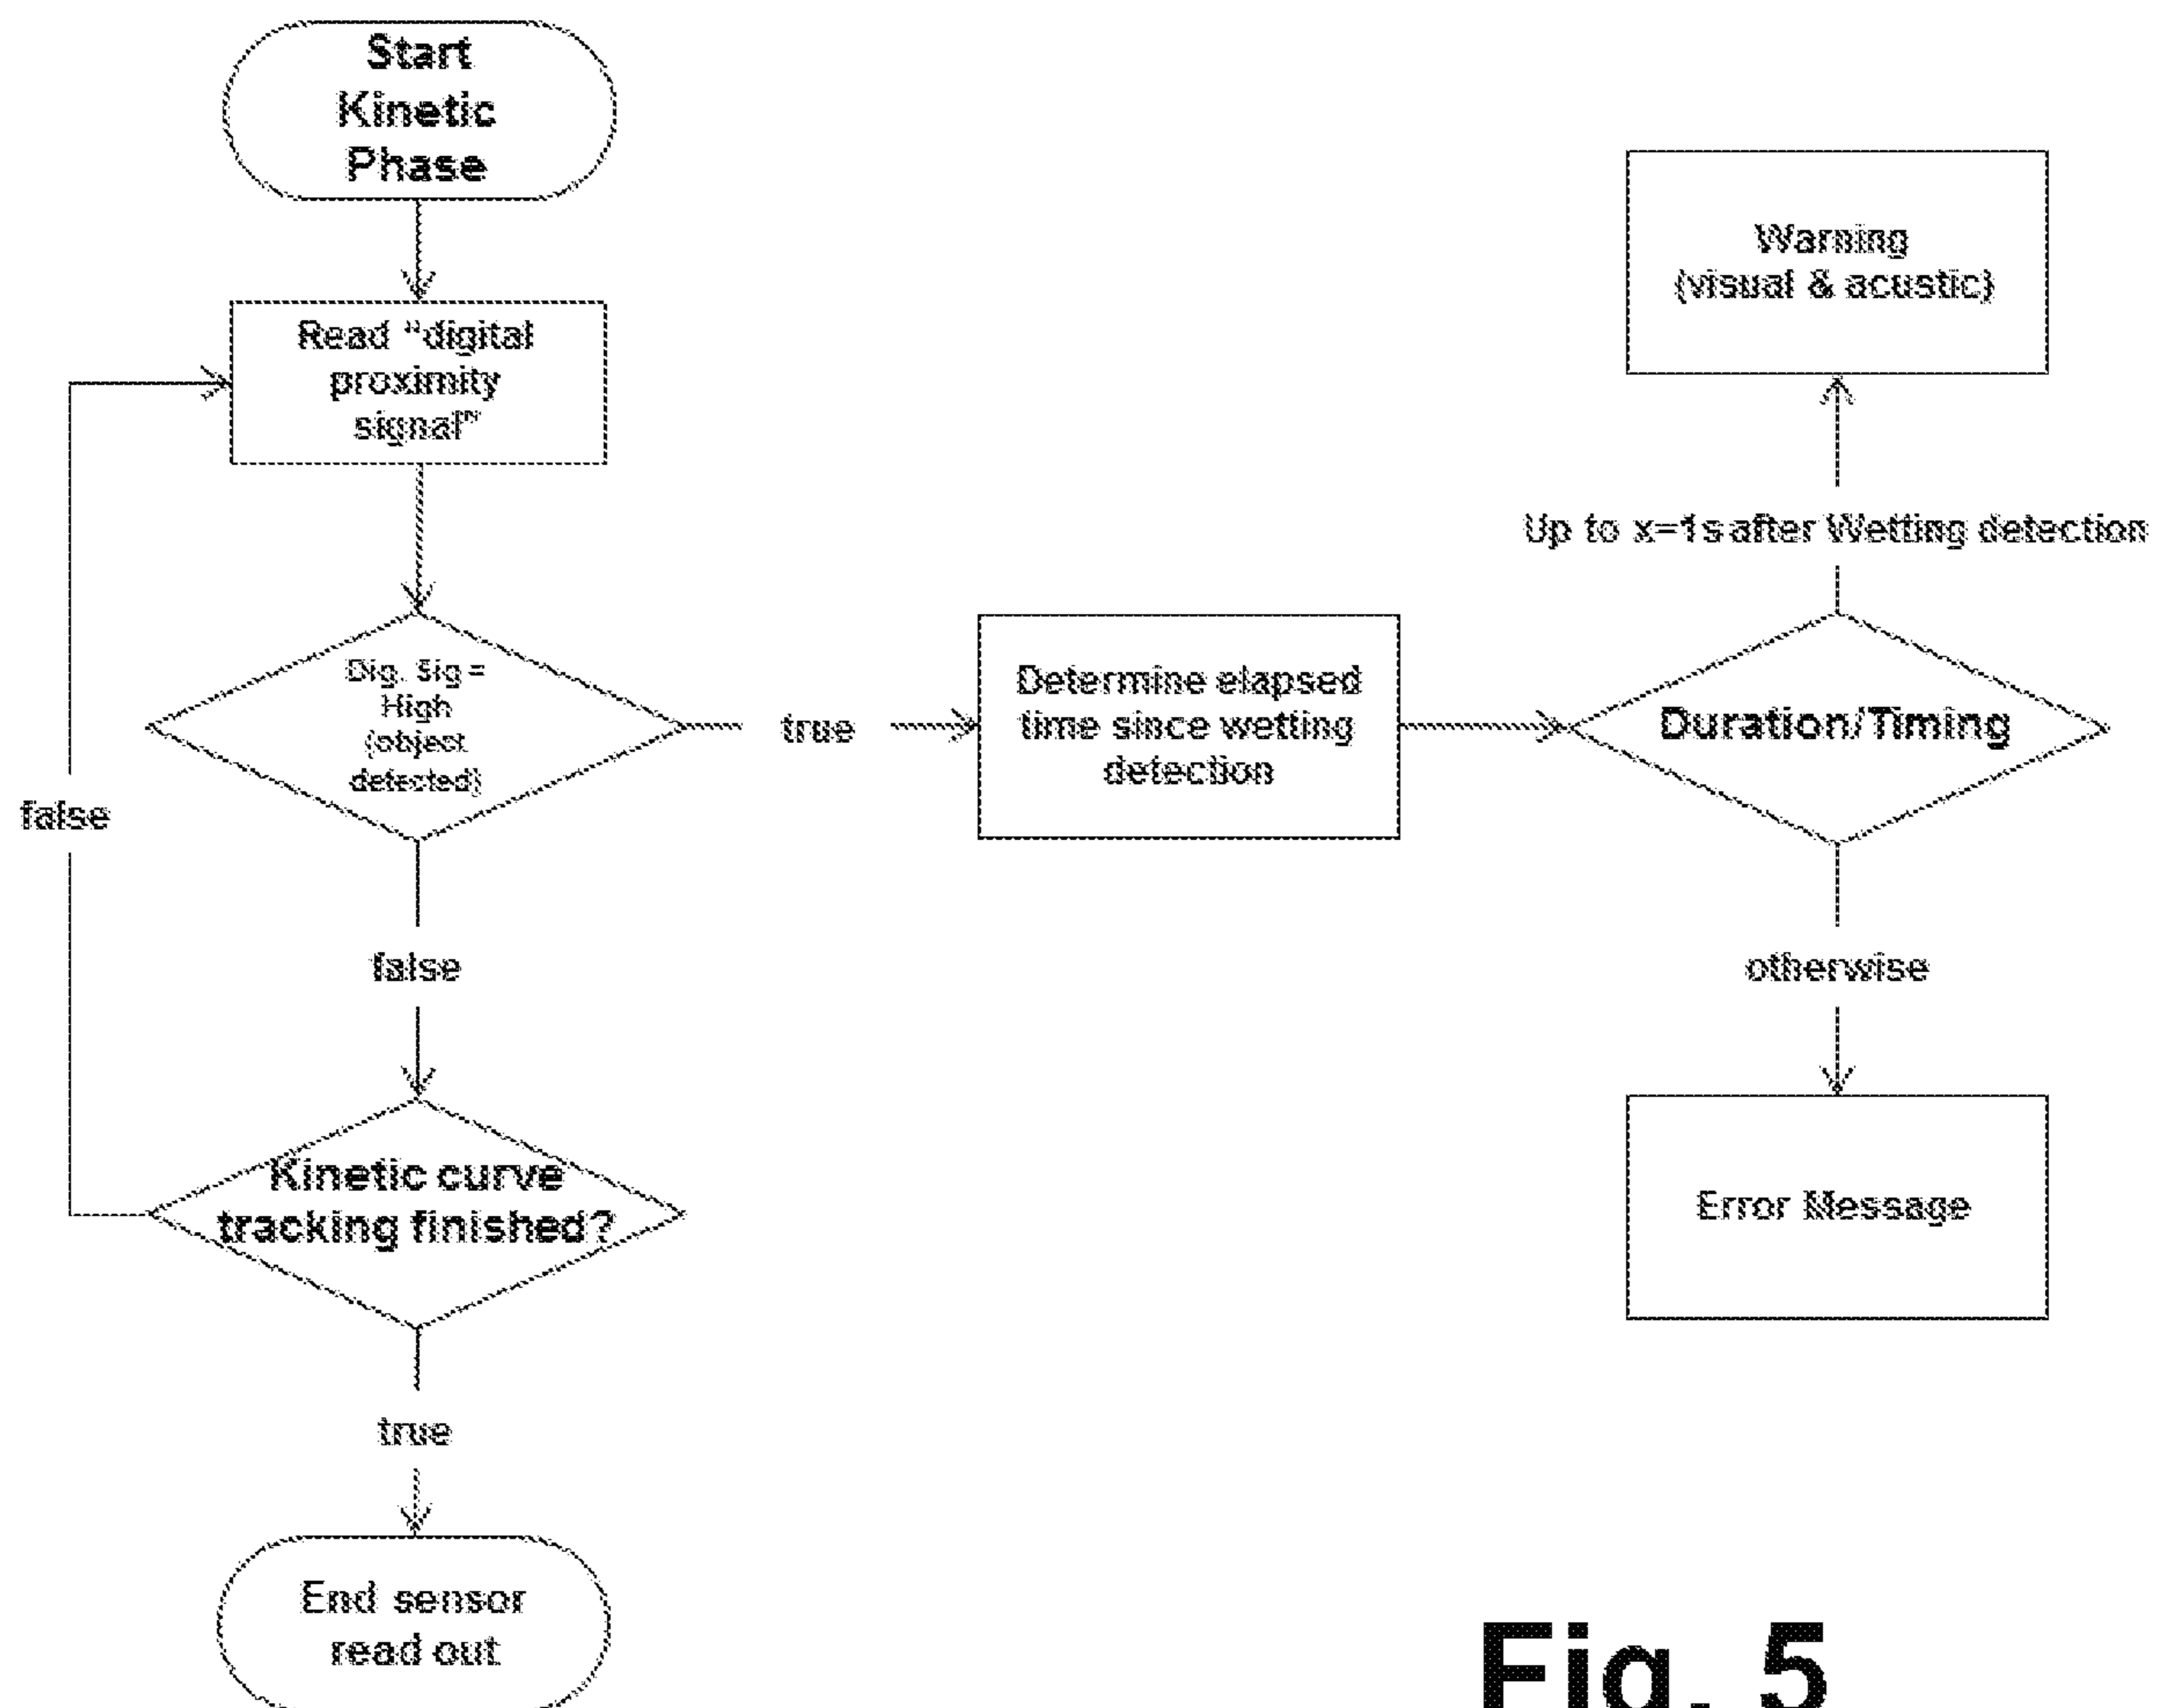 Start
Kinetic
Phase
Read "digital
proximity
signal"
Dig. Sig =
High
(object
detected)
true
Determine elapsed
time since wetting
detection
Duration/Timing
Up to x=1s after Wetting detection
Warning
(visual & acustic)
otherwise
Error Message
false
false
Kinetic curve
tracking finished?
true
End sensor
read out
Fig. 5